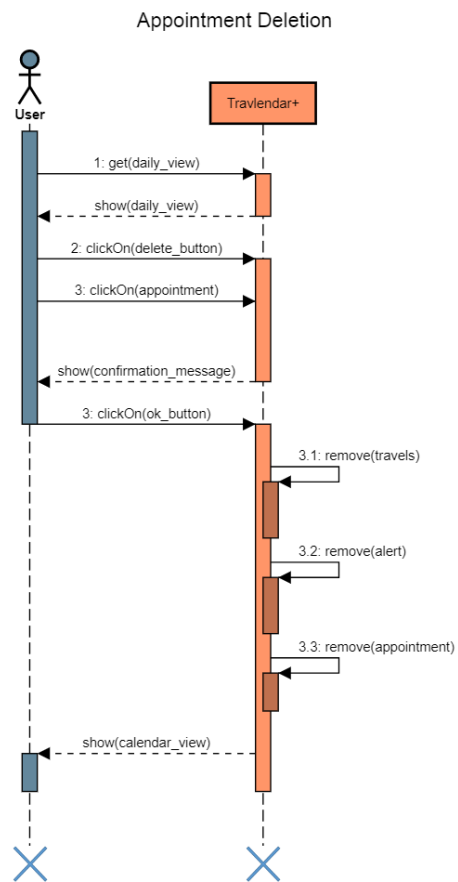 Appointment Deletion
User
Travlendar+
1: get(daily_view)
show(daily_view)
2: clickOn(delete_button)
3: clickOn(appointment)
show(confirmation_message)
3: clickOn(ok_button)
3.1: remove(travels)
3.2: remove(alert)
3.3: remove(appointment)
show(calendar_view)